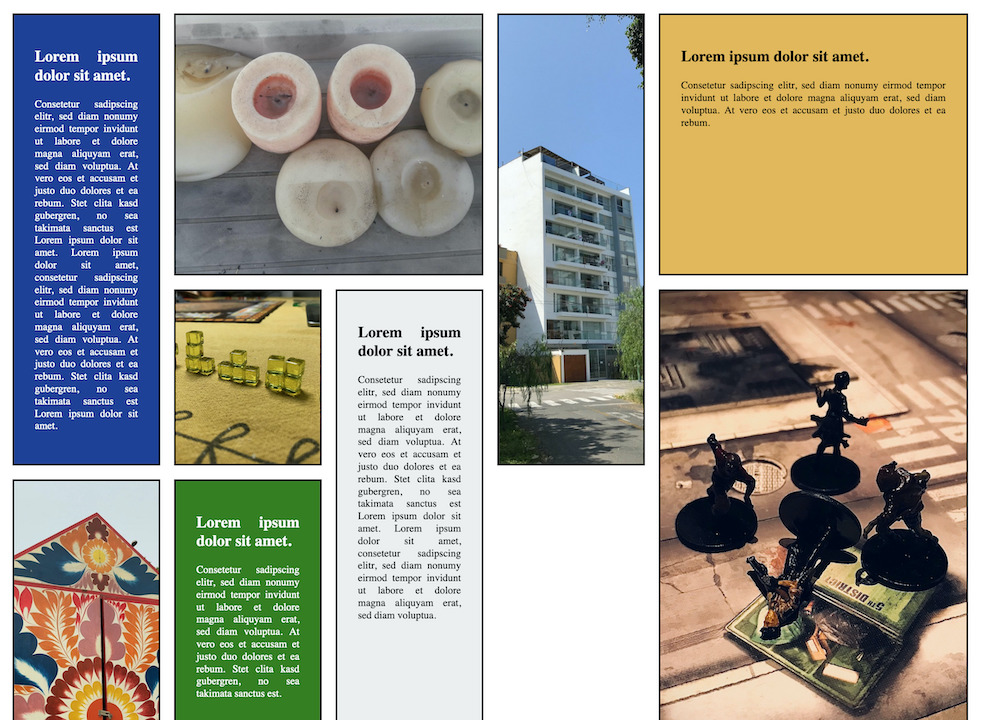 Lorem ipsum
dolor sit amet.
Consetetur sadipscing
elitr, sed diam nonumy
eirmod tempor invidunt
ut labore et dolore
magna aliquyam erat,
sed diam voluptua. At
vero eos et accusam et
justo duo dolores et ea
rebum. Stet clita kasd
gubergren, no sea
takimata sanctus est
Lorem ipsum dolor sit
amet. Lorem ipsum
dolor sit amet,
consetetur sadipscing
elitr, sed diam nonumy
eirmod tempor invidunt
ut labore et dolore
magna aliquyam erat,
sed diam voluptua. At
vero eos et accusam et
justo duo dolores et ea
rebum. Stet clita kasd
gubergren, no sea
takimata sanctus est
Lorem ipsum dolor sit
amet.
Lorem ipsum dolor sit amet.
Consetetur sadipscing elitr, sed diam nonumy eirmod tempor
invidunt ut labore et dolore magna aliquyam erat, sed diam
voluptua. At vero eos et accusam et justo duo dolores et ea
rebum.
Lorem ipsum
dolor sit amet.
Consetetur sadipscing
elitr, sed diam nonumy
eirmod tempor invidunt
ut labore et dolore
magna aliquyam erat,
sed diam voluptua. At
vero eos et accusam et
justo duo dolores et ea
rebum. Stet clita kasd
gubergren, no sea
takimata sanctus est
Lorem ipsum dolor sit
amet. Lorem ipsum
dolor sit amet,
consetetur sadipscing
elitr, sed diam nonumy
eirmod tempor invidunt
ut labore et dolore
magna aliquyam erat,
sed diam voluptua.
Lorem ipsum
dolor sit amet.
Consetetur sadipscing
elitr, sed diam nonumy
eirmod tempor invidunt
ut labore et dolore
magna aliquyam erat,
sed diam voluptua. At
vero eos et accusam et
justo duo dolores et ea
rebum. Stet clita kasd
gubergren, no sea
takimata sanctus est.
5TH DISTRICT